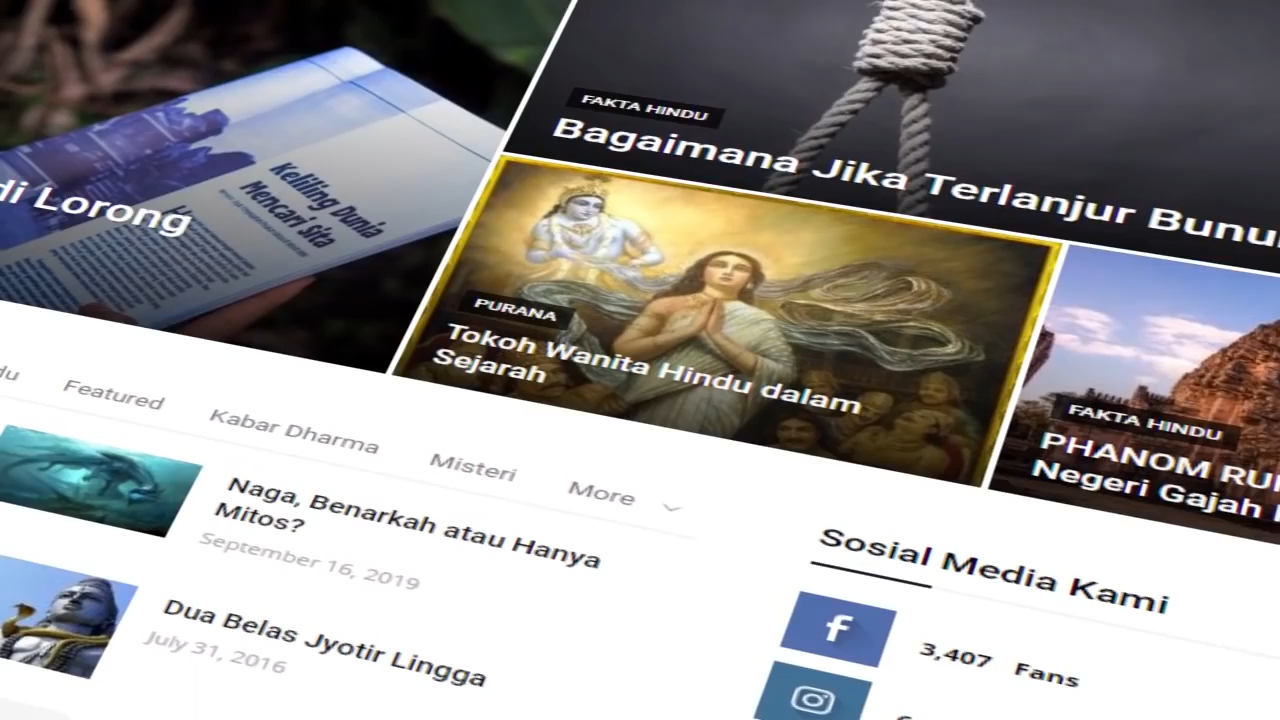 Keliling Dunia
Mencari Sita
di Lorong
FAKTA HINDU
Bagaimana Jika Terlanjur
PURANA
Tokoh Wanita Hindu dalam
Sejarah
FAKTA HINDU
PHANOM
Negeri Gajah
Featured
Kabar Dharma
Misteri
More
Naga, Benarkah atau Hanya
Mitos?
September 16, 2019
Dua Belas Jyotir Lingga
July 31, 2016
Sosial Media Kami
3,407 Fans